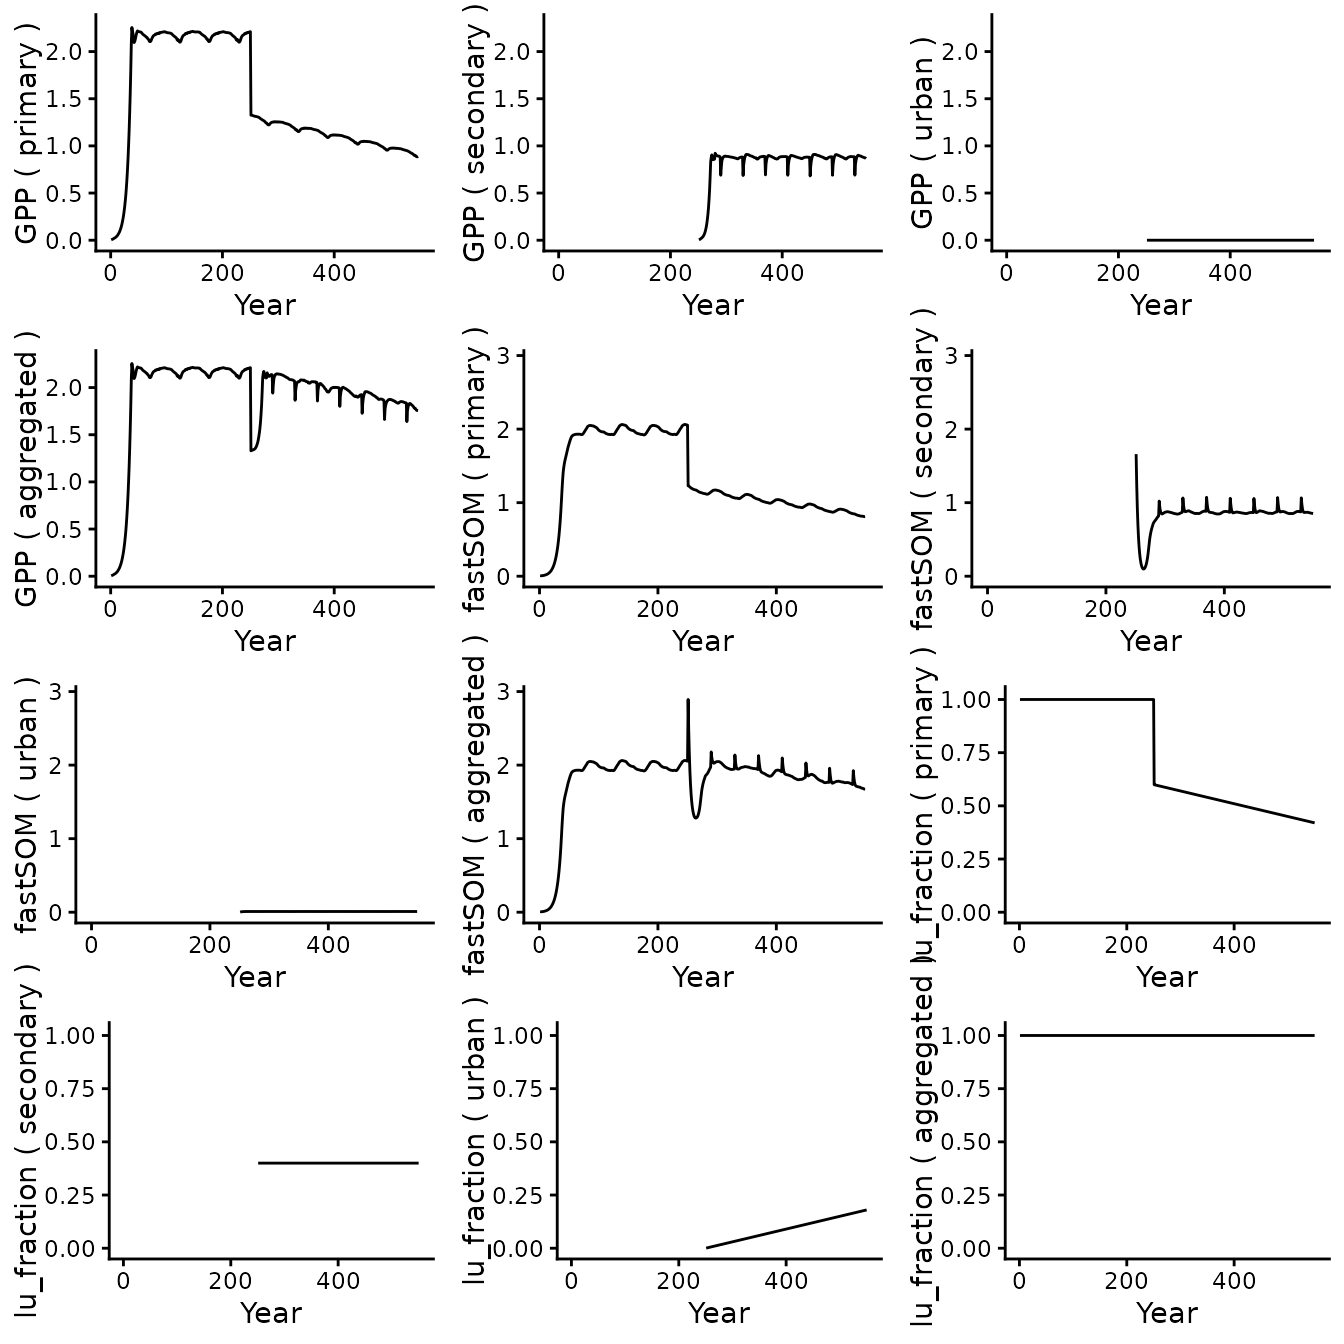 GPP ( primary )
2.0
1.5
1.0
0.5
0.0
0 200 400
Year
GPP ( secondary )
2.0
1.5
1.0
0.5
0.0
0 200 400
Year
GPP ( urban )
2.0
1.5
1.0
0.5
0.0
0 200 400
Year
GPP ( aggregated )
2.0
1.5
1.0
0.5
0.0
0 200 400
Year
fastSOM ( primary )
3
2
1
0
0 200 400
Year
fastSOM ( secondary )
3
2
1
0
0 200 400
Year
fastSOM ( urban )
3
2
1
0
0 200 400
Year
fastSOM ( aggregated )
3
2
1
0
0 200 400
Year
lu_fraction ( primary )
1.00
0.75
0.50
0.25
0.00
0 200 400
Year
lu_fraction ( secondary )
1.00
0.75
0.50
0.25
0.00
0 200 400
Year
lu_fraction ( urban )
1.00
0.75
0.50
0.25
0.00
0 200 400
Year
lu_fraction ( aggregated )
1.00
0.75
0.50
0.25
0.00
0 200 400
Year